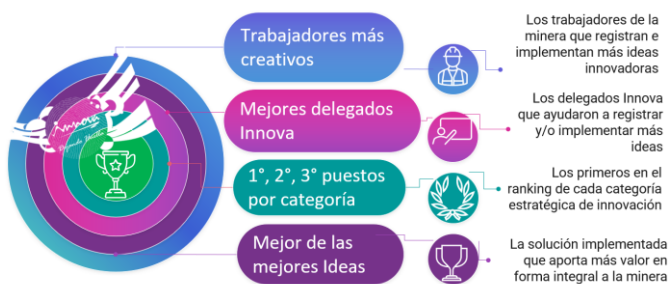 Trabajadores más
creativos
Los trabajadores de la
minera que registran e
implementan más ideas
innovadoras
Mejores delegados
Innova
Los delegados Innova
que ayudaron a registrar
y/o implementar más
ideas
1°, 2°, 3° puestos
por categoría
Los primeros en el
ranking de cada categoría
estratégica de innovación
Mejor de las
mejores Ideas
La solución implementada
que aporta más valor en
forma integral a la minera
Innova